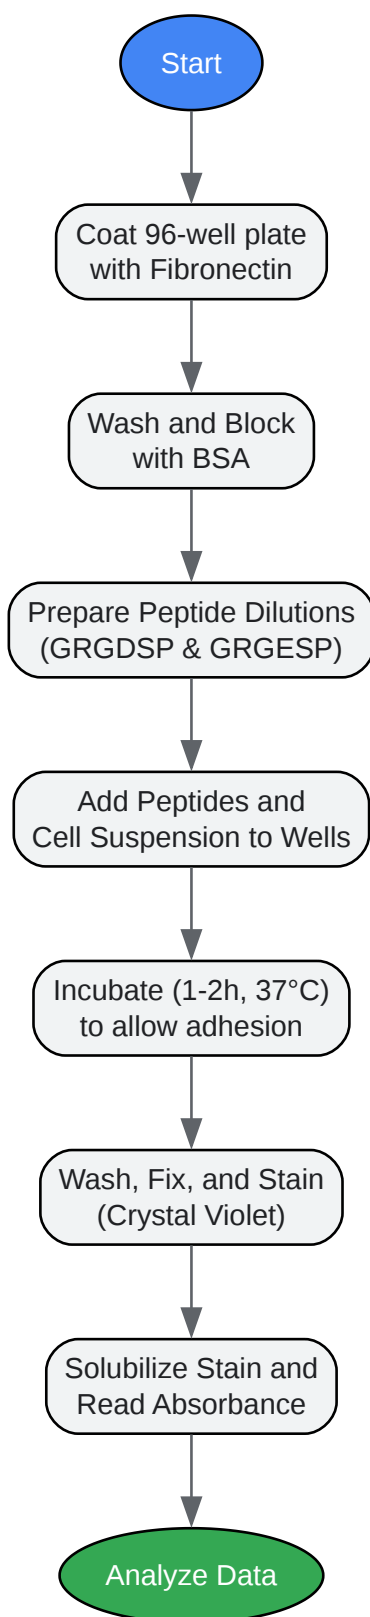 Start
Coat 96-well plate
with Fibronectin
Wash and Block
with BSA
Prepare Peptide Dilutions
(GRGDSP & GRGESP)
Add Peptides and
Cell Suspension to Wells
Incubate (1-2h, 37°C)
to allow adhesion
Wash, Fix, and Stain
(Crystal Violet)
Solubilize Stain and
Read Absorbance
Analyze Data